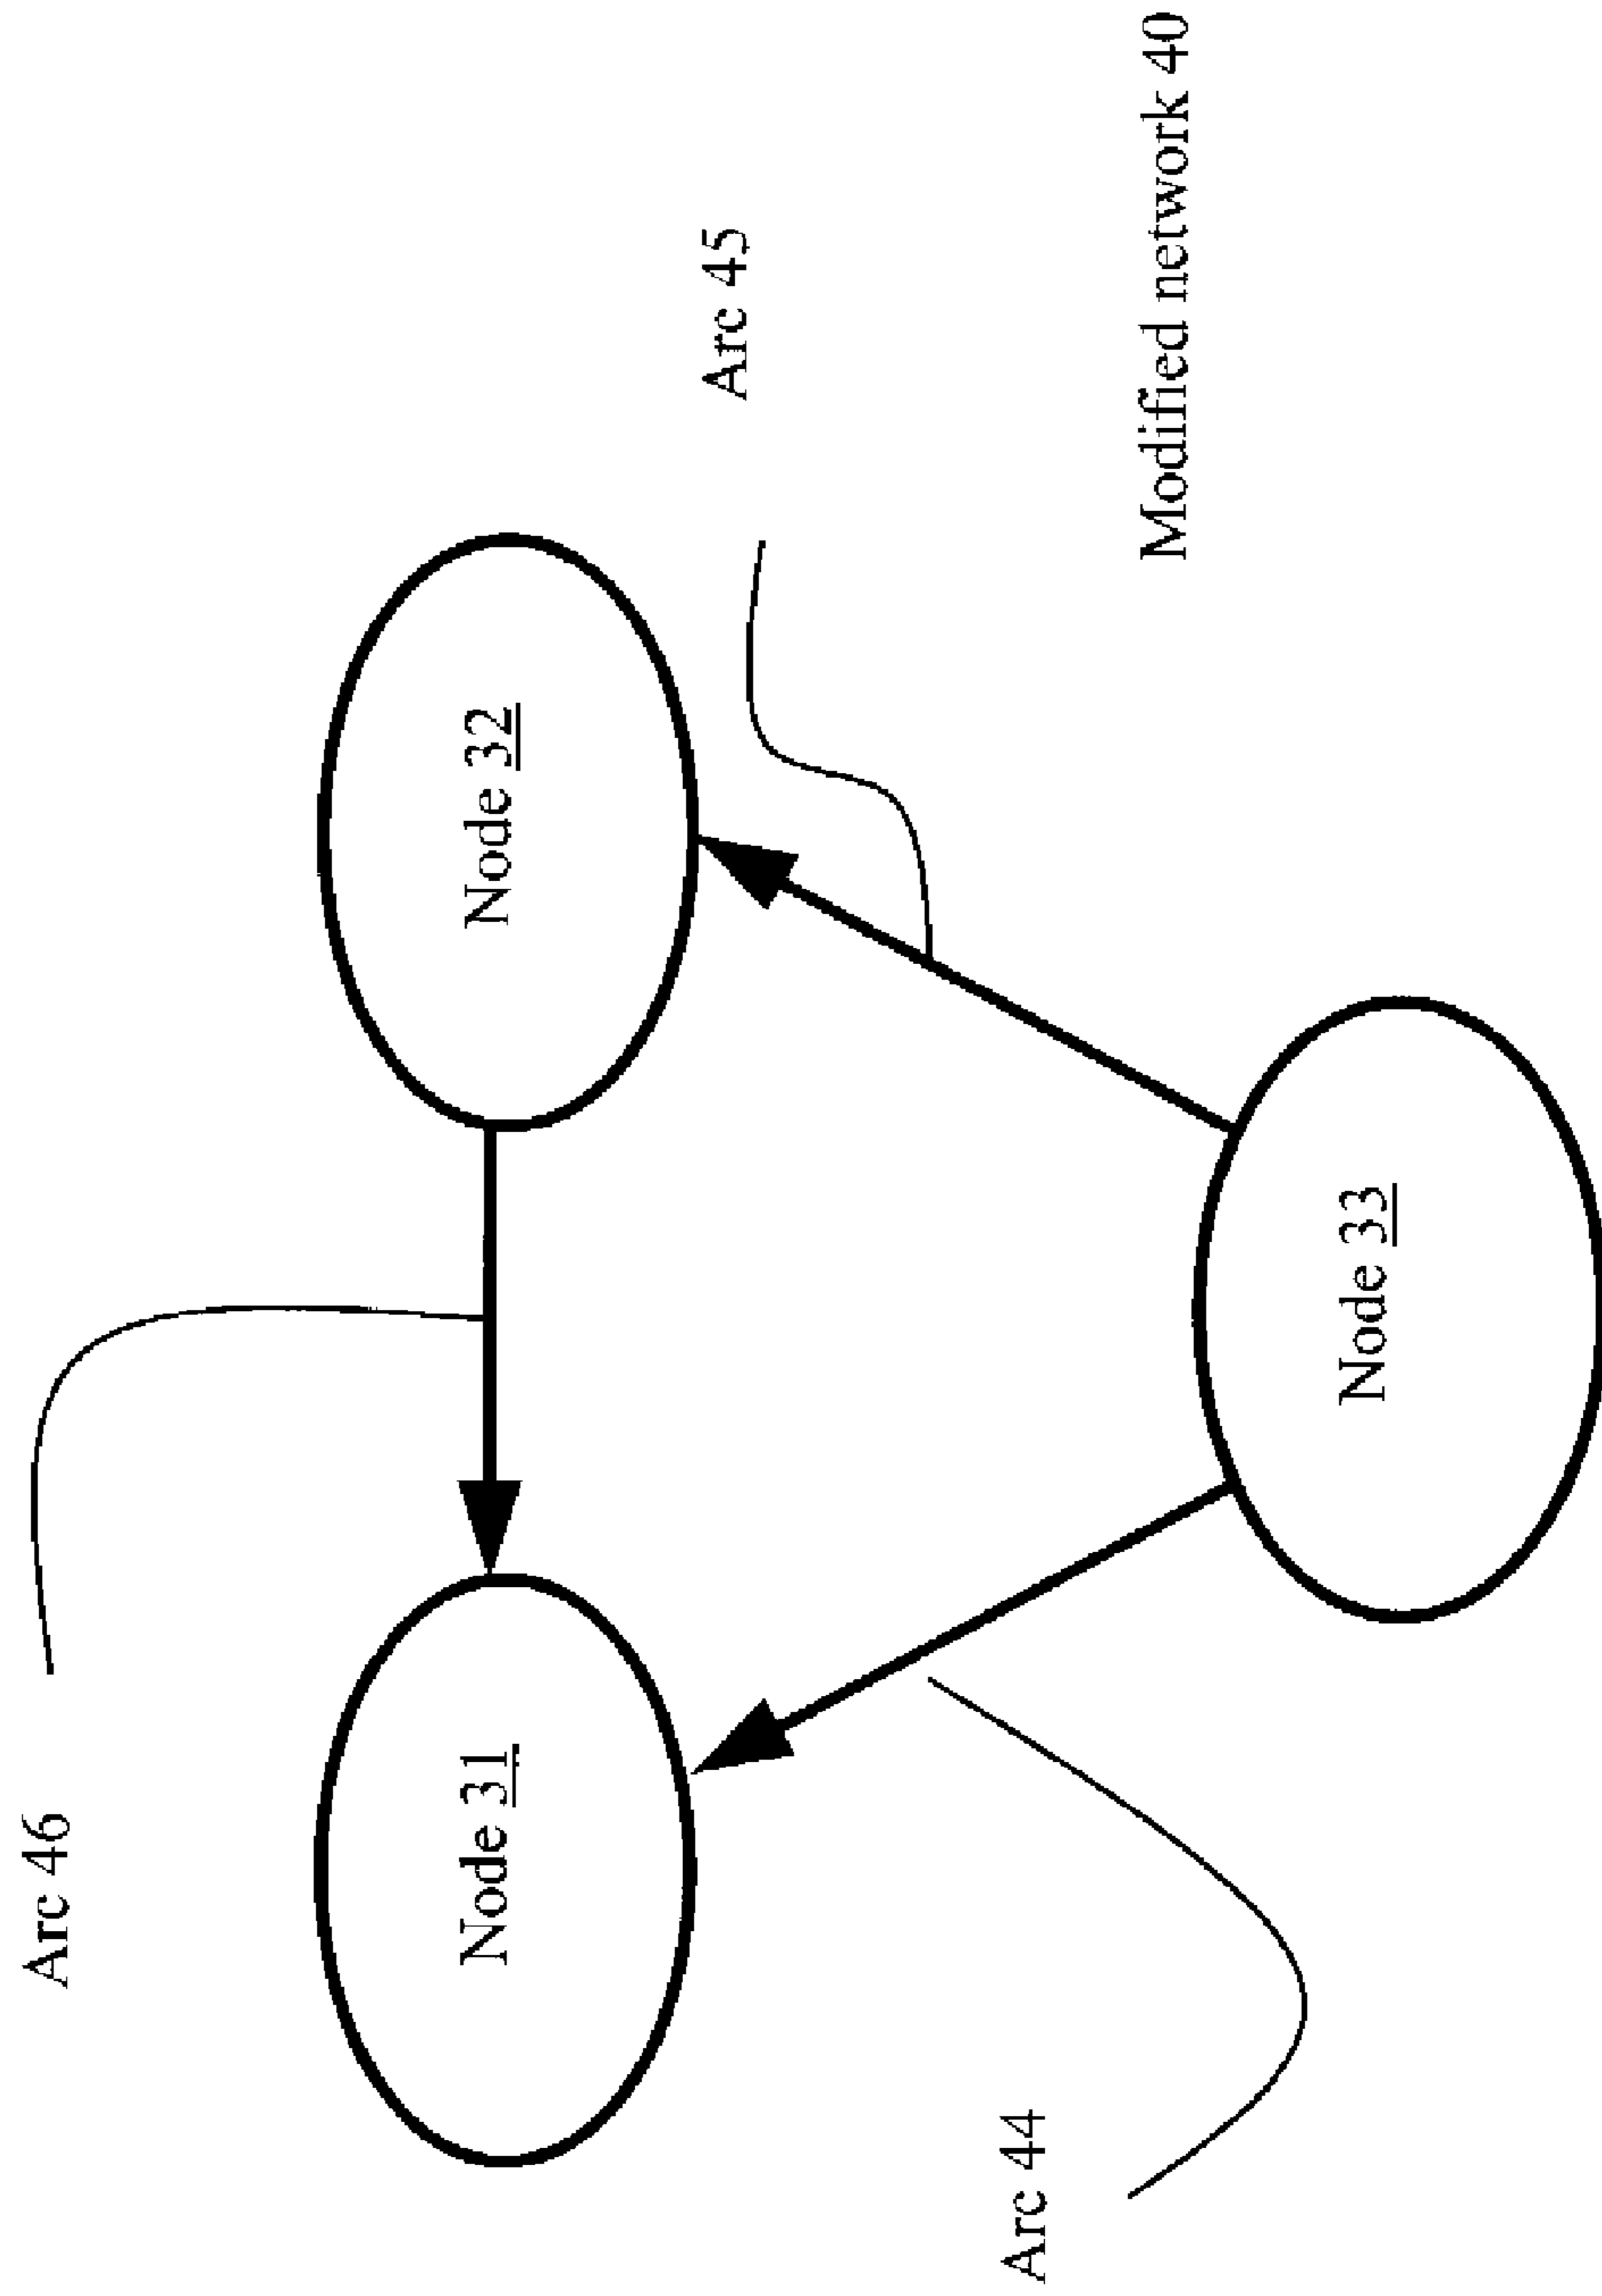 Arc 46
Node 31
Node 32
Arc 45
Arc 44
Modified network 40
Node 33